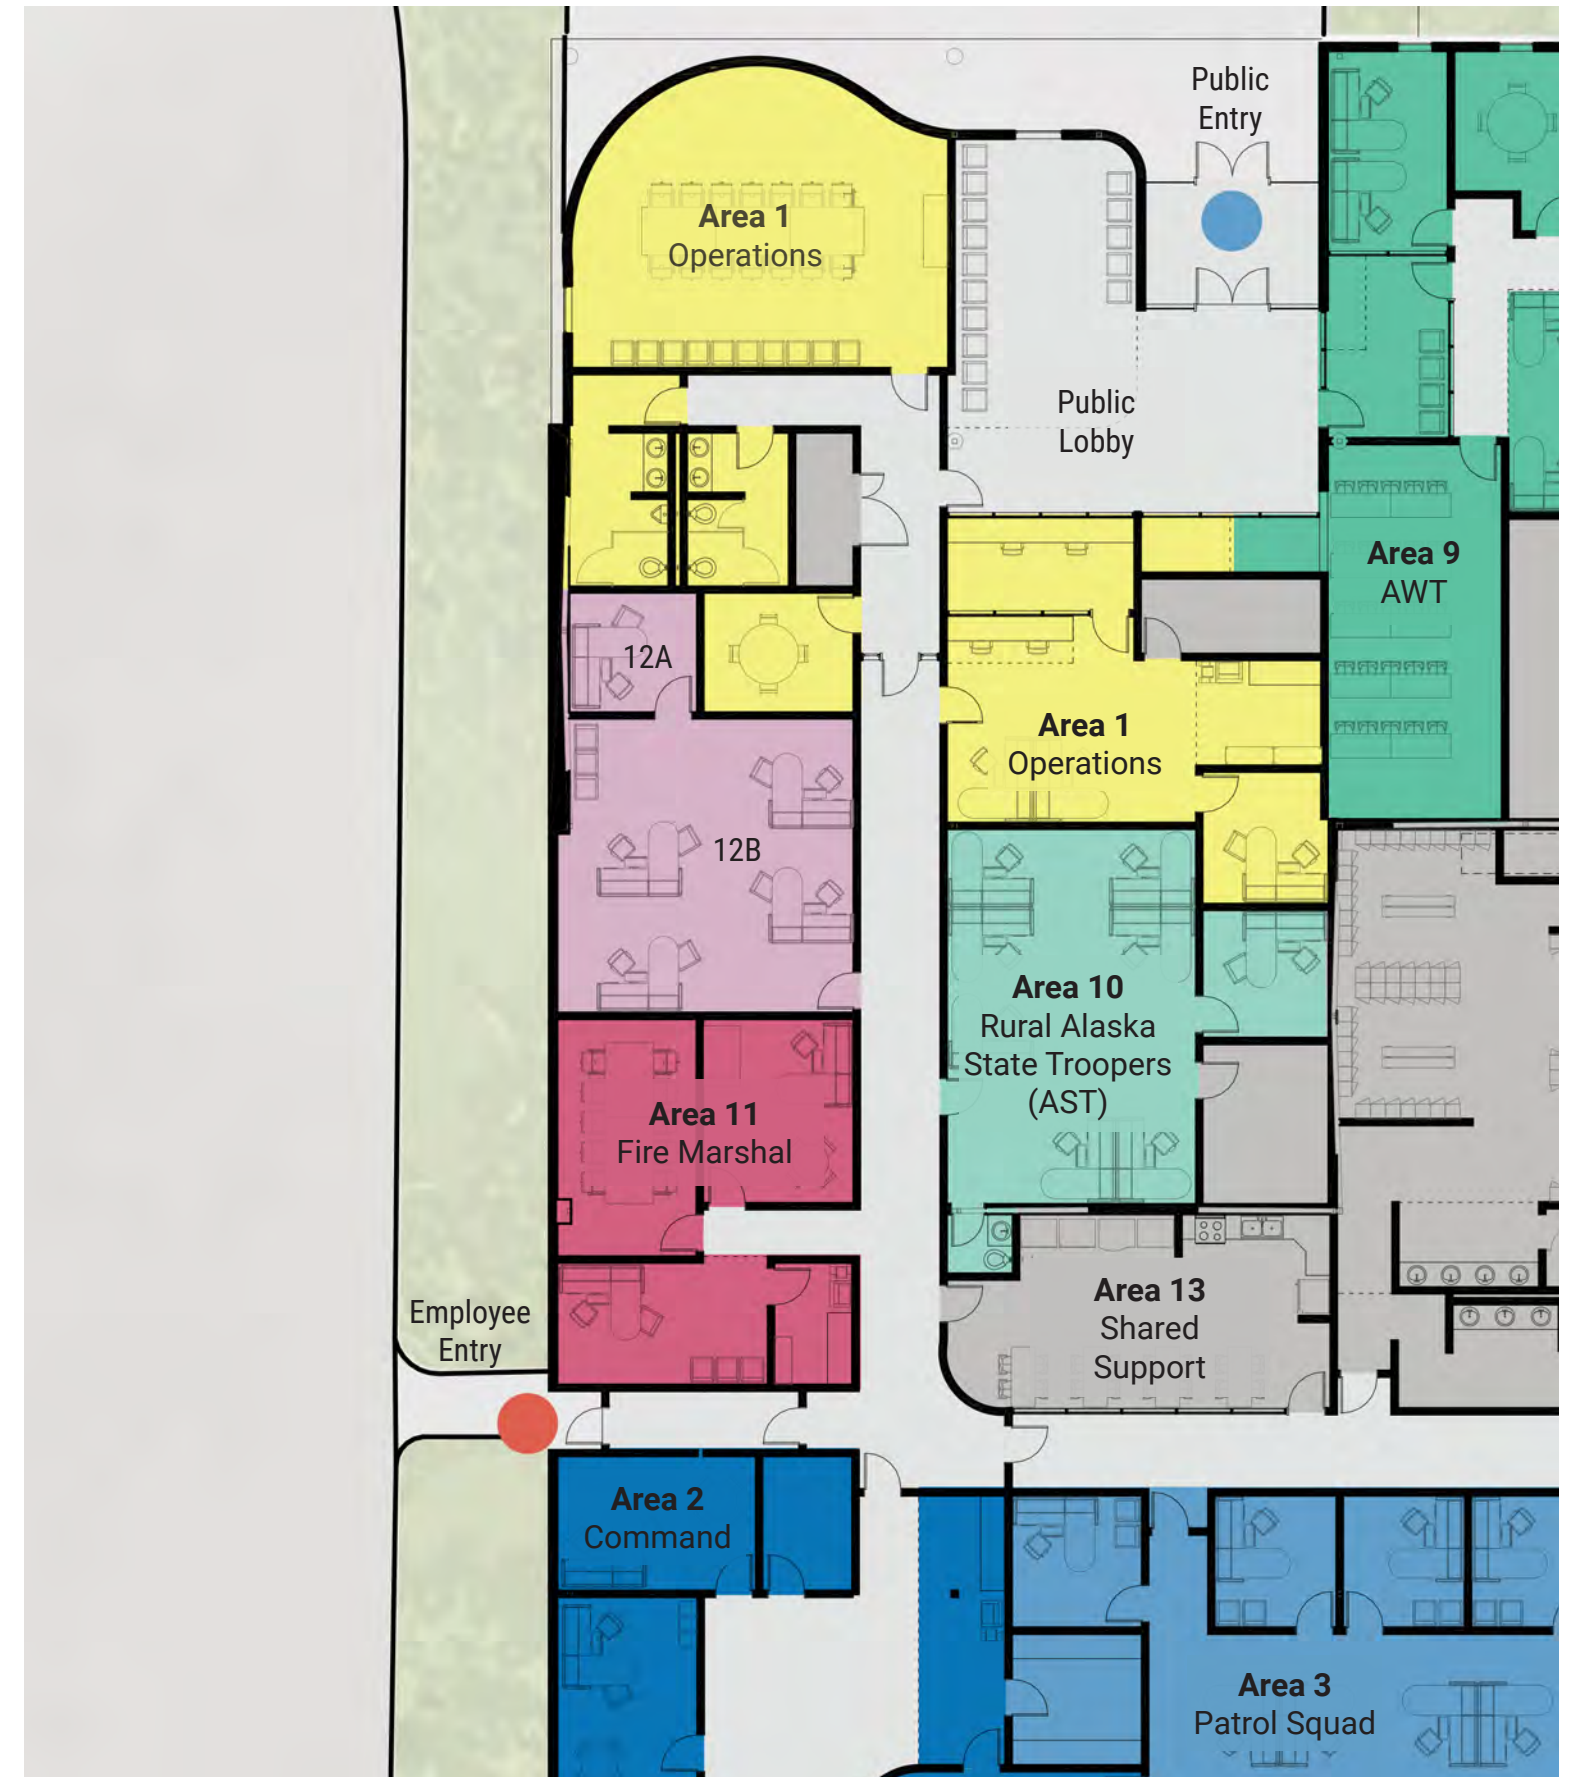 Public
Entry
Area 1
Operations
Public
Lobby
Area 9
AWT
12A
Area 1
Operations
12B
Area 10
Rural Alaska
State Troopers
(AST)
Area 11
Fire Marshal
Employee
Entry
Area 13
Shared
Support
Area 2
Command
Area 3
Patrol Squad